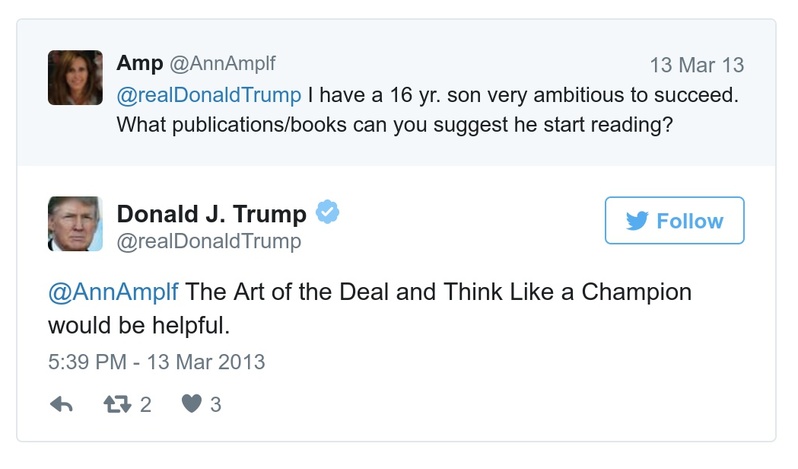 Amp @AnnAmplf 13 Mar 13
@realDonaldTrump I have a 16 yr. son very ambitious to succeed.
What publications/books can you suggest he start reading?
Donald J. Trump
@realDonaldTrump
Follow
@AnnAmplf The Art of the Deal and Think Like a Champion
would be helpful.
5:39 PM - 13 Mar 2013
2 3